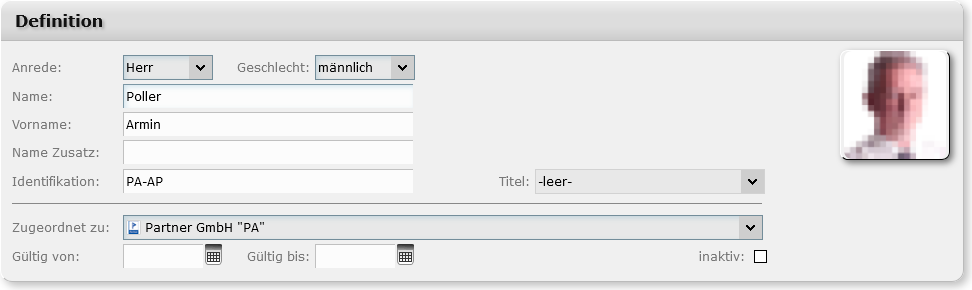 Definition
Anrede: Herr Geschlecht: männlich
Name: Poller
Vorname: Armin
Name Zusatz:
Identifikation: PA-AP Titel: -leer-
Zugeordnet zu: Partner GmbH "PA"
Gültig von: Gültig bis: inaktiv: